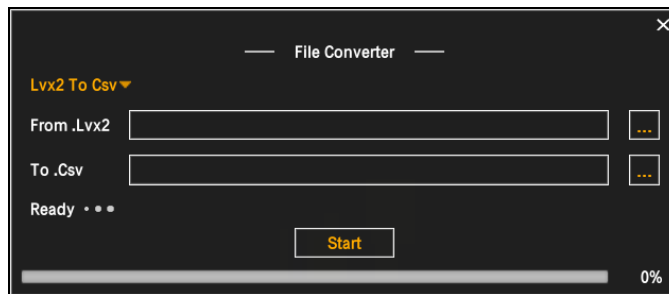 File Converter
Lvx2 To Csv
From .Lvx2
...
To .Csv
...
Ready
Start
0%